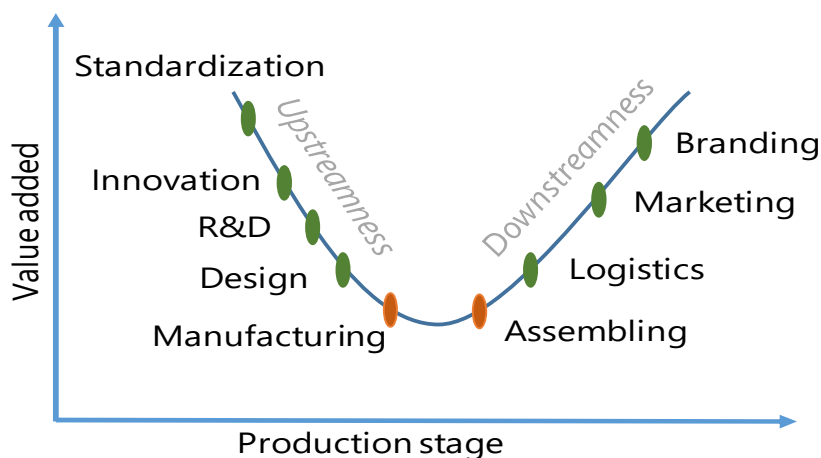 Standardization
Upstreamness
Downstreamness
Branding
Innovation
Marketing
R&D
Logistics
Design
Manufacturing
Assembling
Value added
Production stage